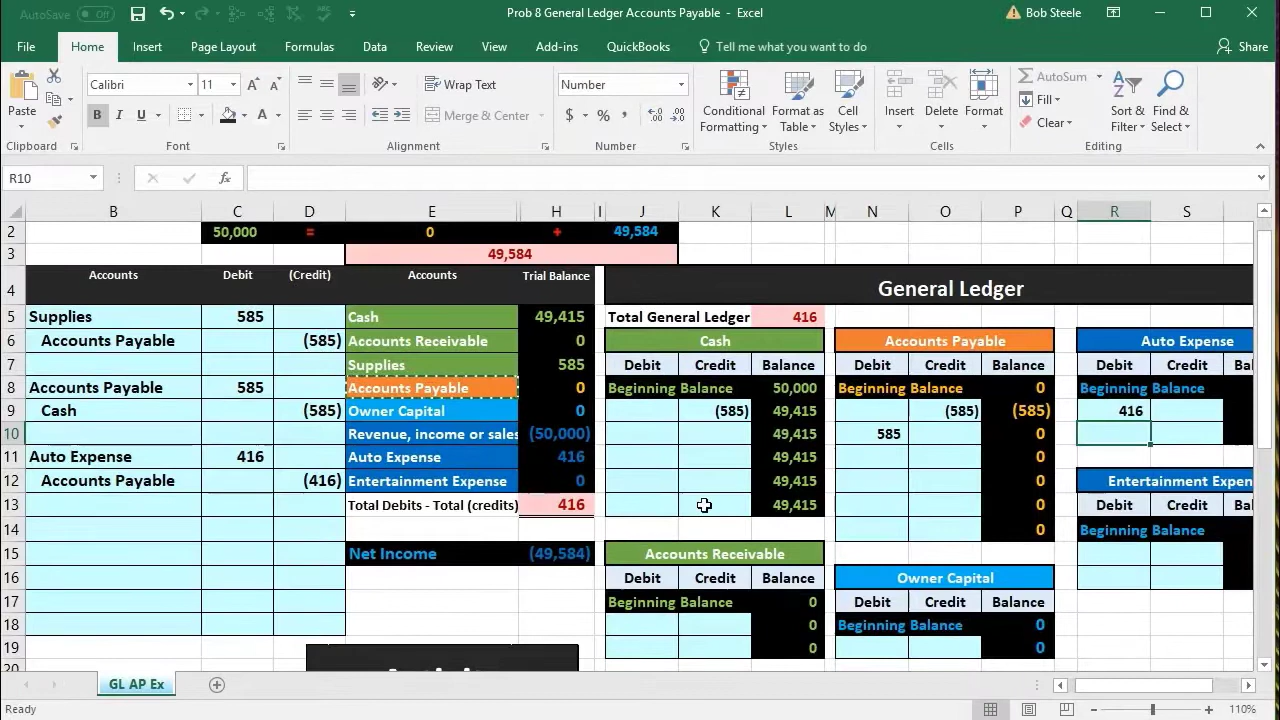 AutoSave Off Prob 8 General Ledger Accounts Payable - Excel Bob Steele
File Home Insert Page Layout Formulas Data Review View Add-ins QuickBooks Tell me what you want to do Share
Calibri 11 Wrap Text Number AutoSum
Fill
Clear
Paste B I U Merge & Center $ % Conditional Formatting Format as Table Cell Styles Insert Delete Format Sort & Filter Find & Select
Clipboard Font Alignment Number Styles Cells Editing
R10 fx
B C D E H I J K L M N O P Q R S
2 50,000 = 0 + 49,584
3 49,584
4 Accounts Debit (Credit) Accounts Trial Balance General Ledger
5 Supplies 585 Cash 49,415 Total General Ledger 416
6 Accounts Payable (585) Accounts Receivable 0 Cash Accounts Payable Auto Expense
7 Supplies 585 Debit Credit Balance Debit Credit Balance Debit Credit Ba
8 Accounts Payable 585 Accounts Payable 0 Beginning Balance 50,000 Beginning Balance 0 Beginning Balance
9 Cash (585) Owner Capital 0 (585) 49,415 (585) (585) 416
10 Revenue, income or sales (50,000) 49,415 585 0
11 Auto Expense 416 Auto Expense 416 49,415 0
12 Accounts Payable (416) Entertainment Expense 0 49,415 0 Entertainment Expen
13 Total Debits - Total (credits) 416 49,415 0 Debit Credit Ba
14 0 Beginning Balance
15 Net Income (49,584) Accounts Receivable
16 Debit Credit Balance Owner Capital
17 Beginning Balance 0 Debit Credit Balance
18 0 Beginning Balance 0
19 0 0
20
GL AP Ex
Ready 110%